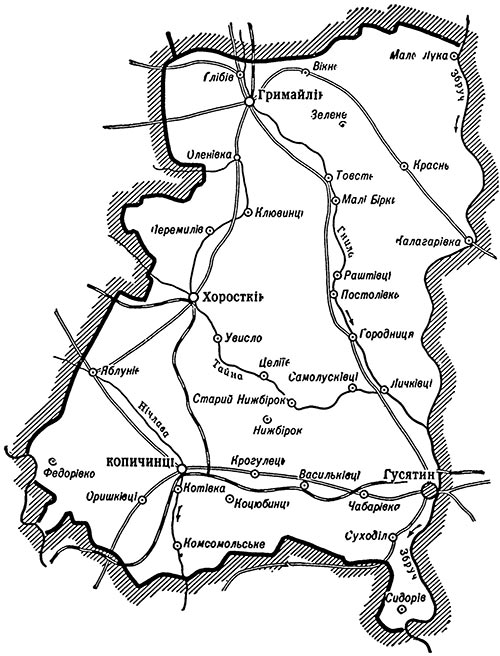 Мала Лука
Вікне
Глібів
Збруч
Гримайлів
Зелене
Оленівка
Красне
Товсте
Малі Бірки
Клювинці
Перемилів
Гнила
Калагарівка
Раштівці
Хоростків
Постолівка
Увисло
Городниця
Целіїв
Яблунів
Тайна
Самолусківці
Личківці
Старий Нижбірок
Нічлава
Нижбірок
КОПИЧИНЦІ
Крогулець
Федорівка
Васильківці
Гусятин
Оришківці
Котівка
Коцюбинці
Чабарівка
Суходіл
Комсомольське
Збруч
Сидорів